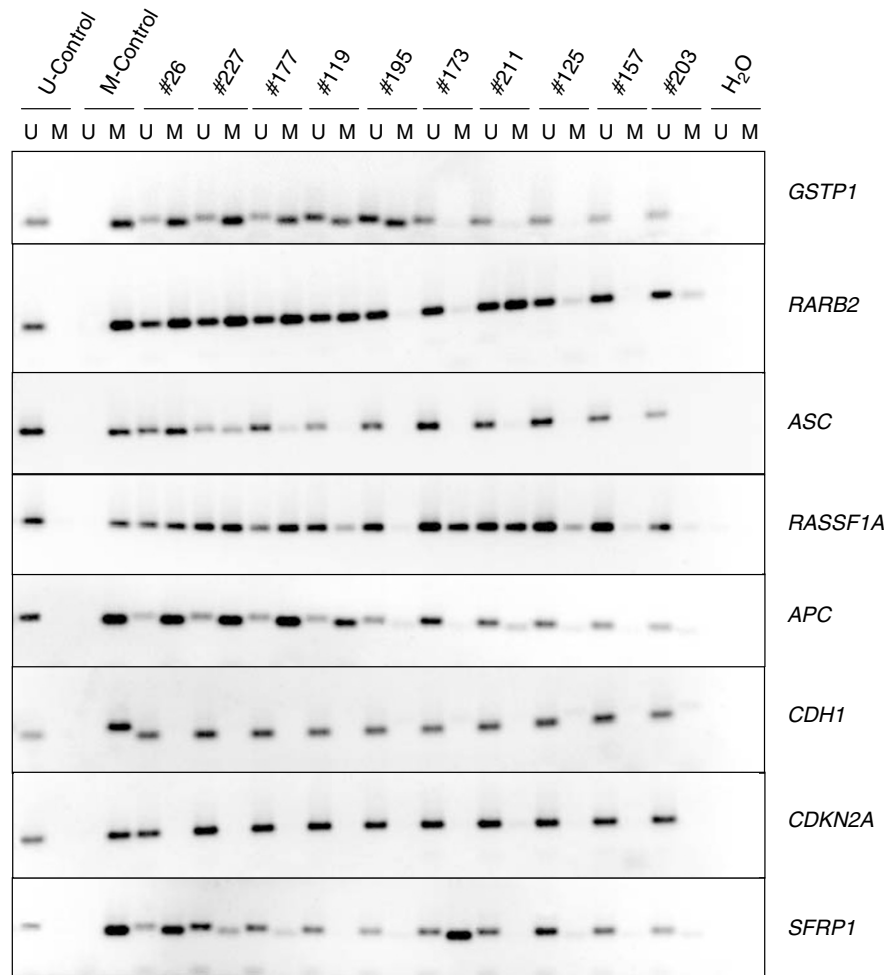 U-Control M-Control #26 #227 #177 #119 #195 #173 #211 #125 #157 #203 H₂O
U M U M U M U M U M U M U M U M U M U M U M U M U M
GSTP1
RARB2
ASC
RASSF1A
APC
CDH1
CDKN2A
SFRP1